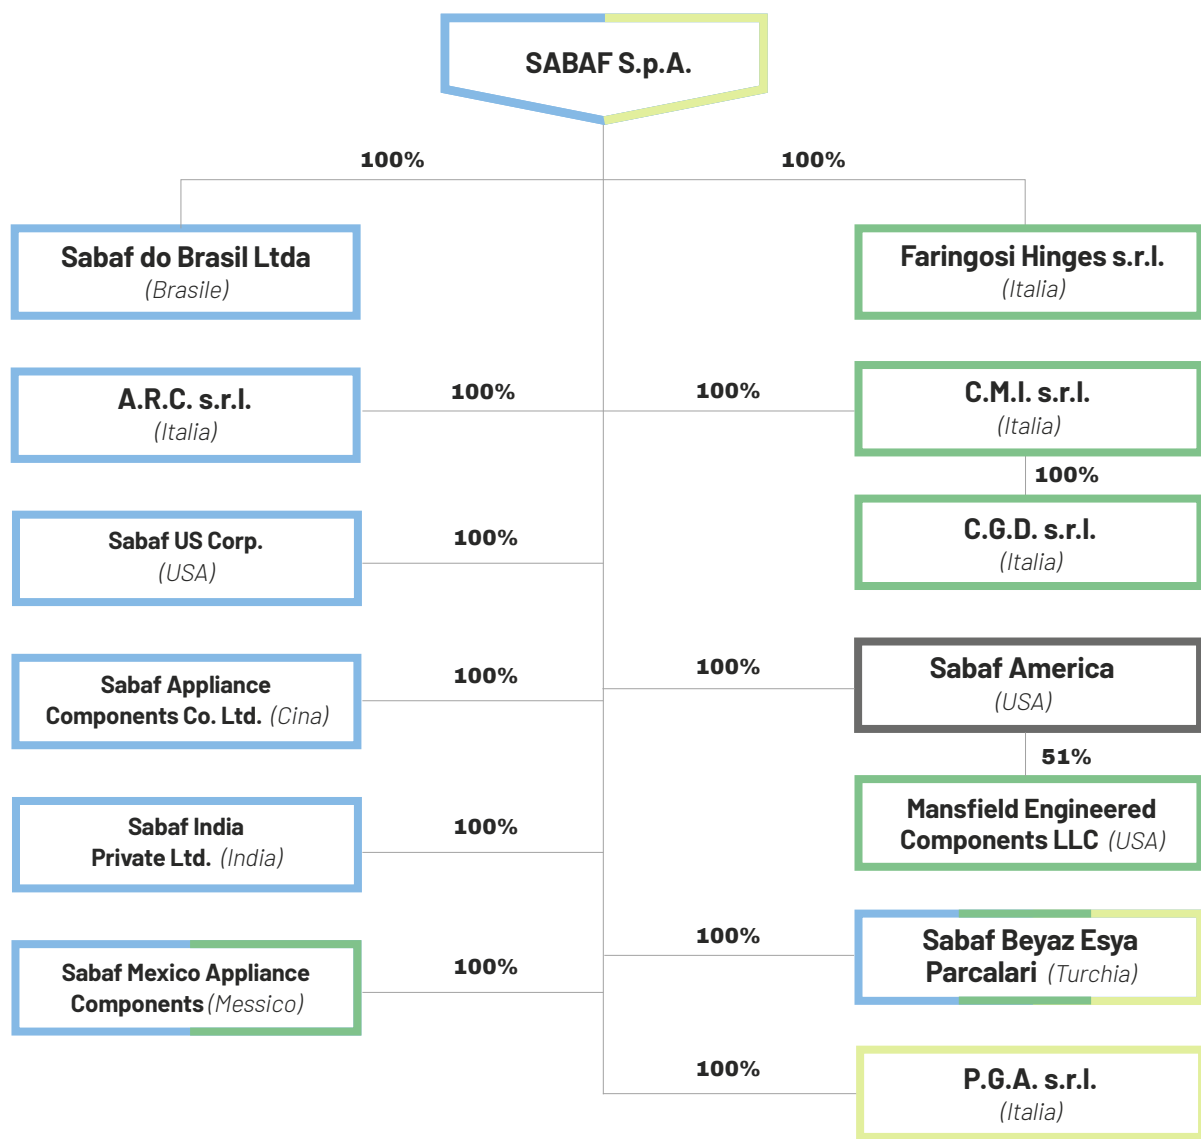 SABAF S.p.A.
100%
100%
Sabaf do Brasil Ltda
(Brasile)
Faringosi Hinges s.r.l.
(Italia)
A.R.C. s.r.l.
(Italia)
100%
100%
C.M.I. s.r.l.
(Italia)
100%
Sabaf US Corp.
(USA)
100%
C.G.D. s.r.l.
(Italia)
Sabaf Appliance
Components Co. Ltd. (Cina)
100%
100%
Sabaf America
(USA)
51%
Sabaf India
Private Ltd. (India)
100%
Mansfield Engineered
Components LLC (USA)
Sabaf Mexico Appliance
Components (Messico)
100%
100%
Sabaf Beyaz Esya
Parcalari (Turchia)
100%
P.G.A. s.r.l.
(Italia)